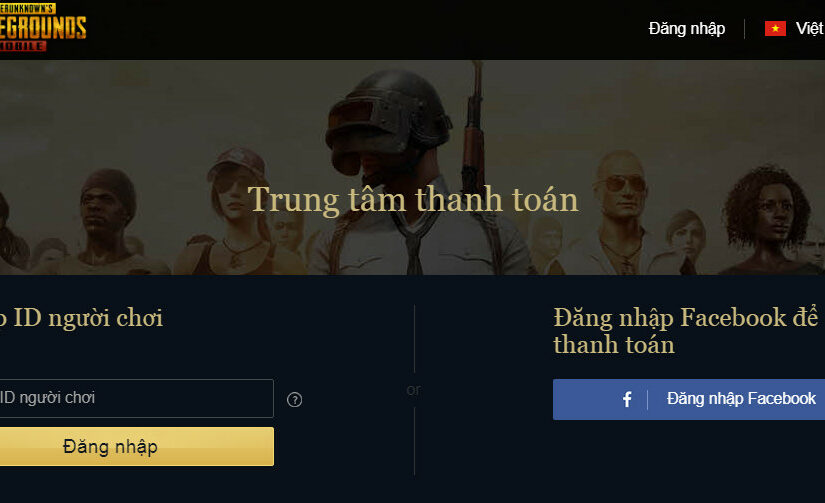 Đăng nhập
Việt
EGROUNDS
MOBILE
Trung tâm thanh toán
ID người chơi
Đăng nhập Facebook để
thanh toán
ID người chơi
?
or
f
Đăng nhập Facebook
Đăng nhập